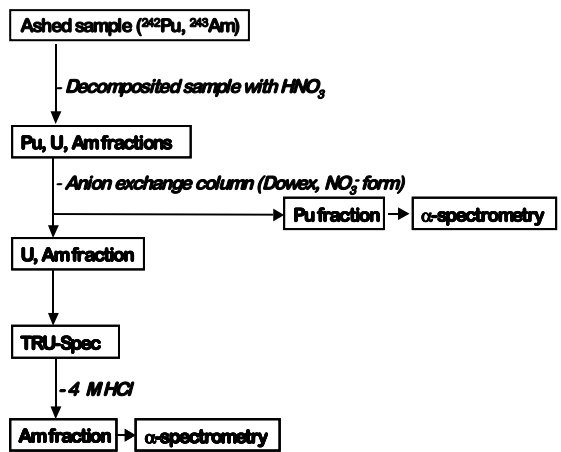 Ashed sample (²⁴²Pu, ²⁴³Am)
- Decomposited sample with HNO₃
Pu, U, Am fractions
- Anion exchange column (Dowex, NO₃⁻ form)
Pu fraction
α-spectrometry
U, Am fraction
TRU-Spec
- 4 M HCl
Am fraction
α-spectrometry